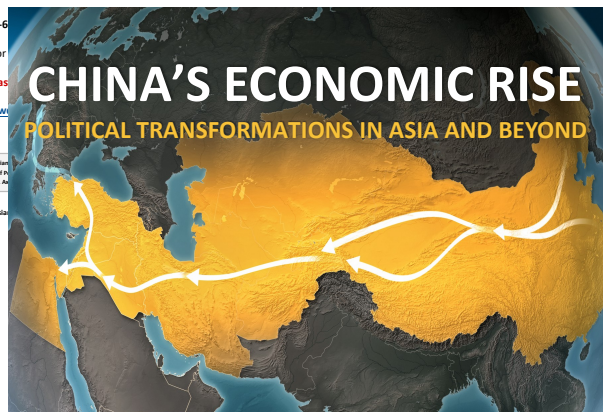 CHINA'S ECONOMIC RISE
POLITICAL TRANSFORMATIONS IN ASIA AND BEYOND